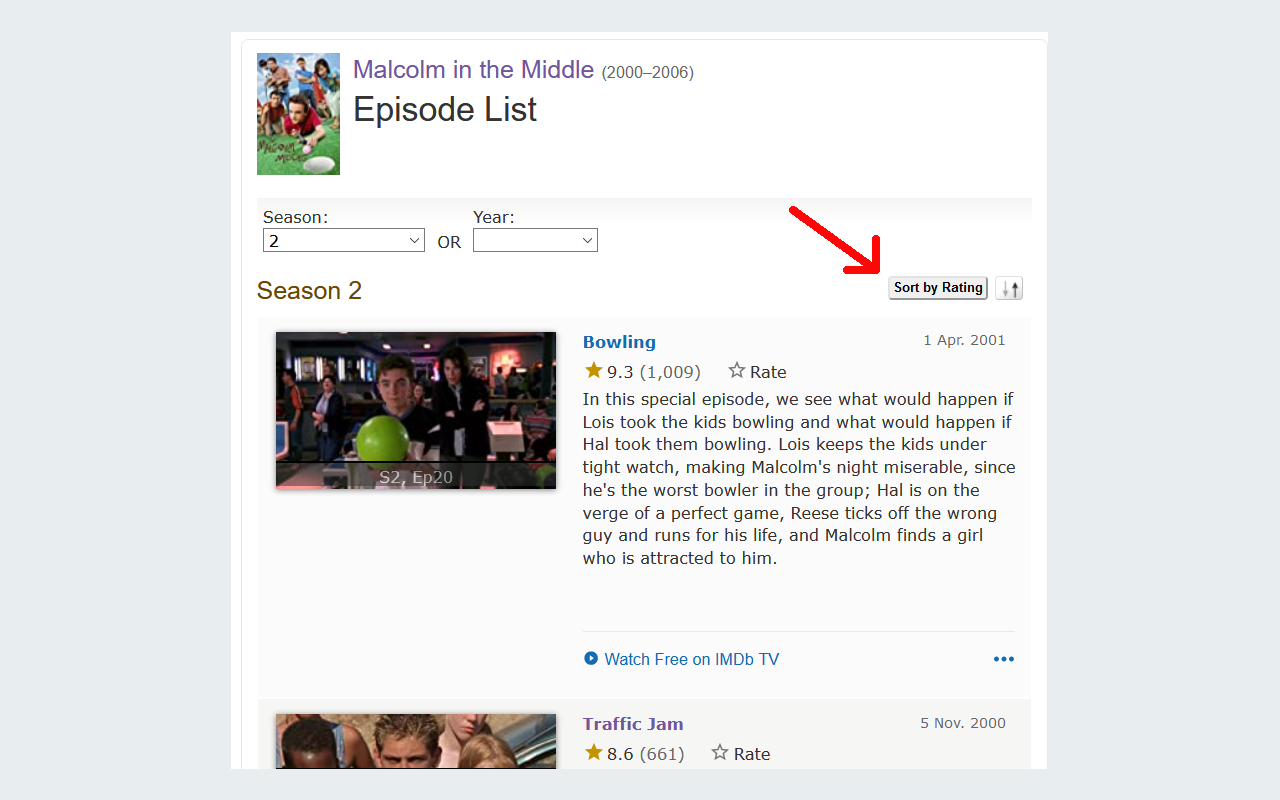 Malcolm in the Middle (2000–2006)
Episode List
MALCOLM
MIDDLE
Season:
Year:
2
OR
Season 2
Sort by Rating
Bowling
1 Apr. 2001
9.3 (1,009)
Rate
In this special episode, we see what would happen if
Lois took the kids bowling and what would happen if
Hal took them bowling. Lois keeps the kids under
tight watch, making Malcolm's night miserable, since
he's the worst bowler in the group; Hal is on the
verge of a perfect game, Reese ticks off the wrong
guy and runs for his life, and Malcolm finds a girl
who is attracted to him.
S2, Ep20
Watch Free on IMDb TV
Traffic Jam
5 Nov. 2000
8.6 (661)
Rate